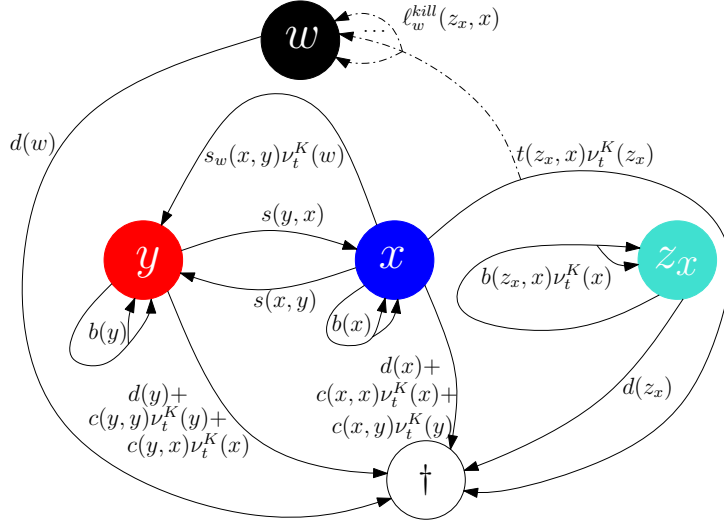 w
ℓ_w^{kill}(z_x, x)
...
d(w)
s_w(x, y)ν_t^K(w)
t(z_x, x)ν_t^K(z_x)
s(y, x)
y
x
z_x
b(z_x, x)ν_t^K(x)
s(x, y)
b(y)
b(x)
d(y)+
c(y, y)ν_t^K(y)+
c(y, x)ν_t^K(x)
d(x)+
c(x, x)ν_t^K(x)+
c(x, y)ν_t^K(y)
d(z_x)
†